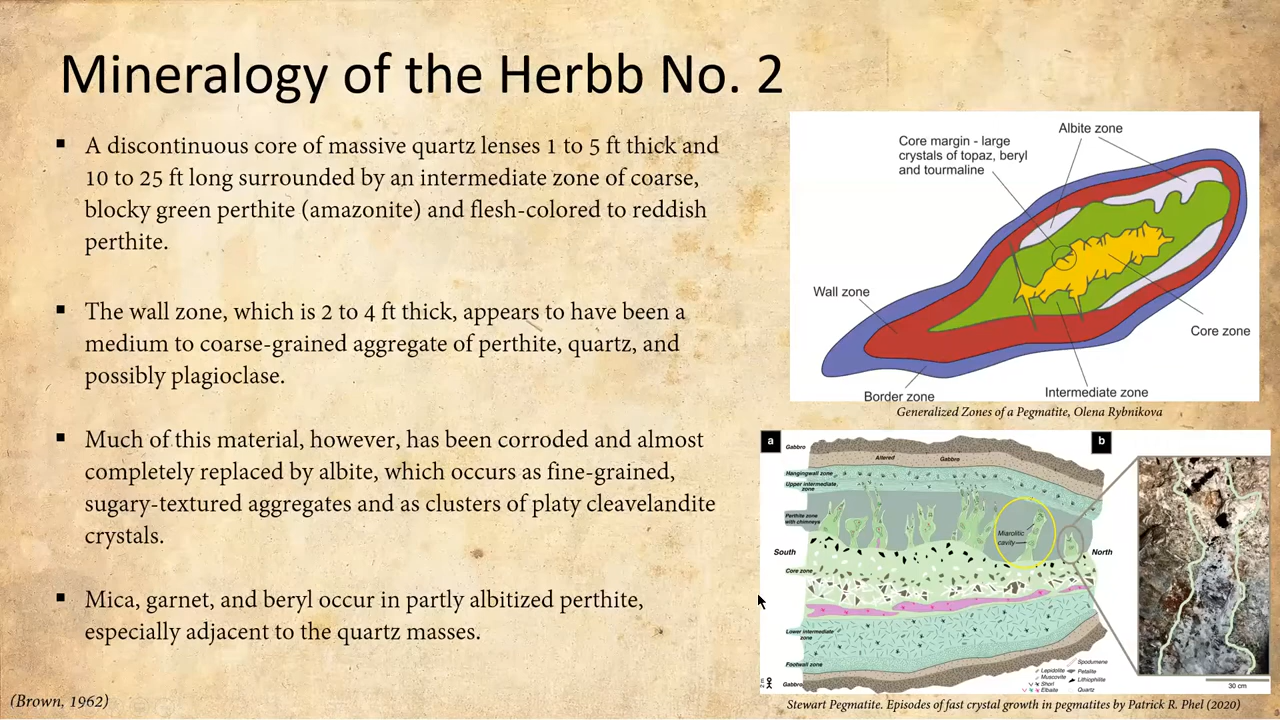 Mineralogy of the Herbb No. 2
▪ A discontinuous core of massive quartz lenses 1 to 5 ft thick and
10 to 25 ft long surrounded by an intermediate zone of coarse,
blocky green perthite (amazonite) and flesh-colored to reddish
perthite.
▪ The wall zone, which is 2 to 4 ft thick, appears to have been a
medium to coarse-grained aggregate of perthite, quartz, and
possibly plagioclase.
▪ Much of this material, however, has been corroded and almost
completely replaced by albite, which occurs as fine-grained,
sugary-textured aggregates and as clusters of platy cleavelandite
crystals.
▪ Mica, garnet, and beryl occur in partly albitized perthite,
especially adjacent to the quartz masses.
(Brown, 1962)
Albite zone
Core margin - large
crystals of topaz, beryl
and tourmaline
Wall zone
Core zone
Intermediate zone
Border zone
Generalized Zones of a Pegmatite, Olena Rybnikova
a
b
Gabbro
Altered Gabbro
Hangingwall zone
Upper intermediate
zone
Perthite zone
with chimneys
Miarolitic
cavity
South
North
Core zone
Lower intermediate
zone
Footwall zone
Gabbro
Lepidolite
Muscovite
Shorl
Elbaite
Spodumene
Petalite
Lithiophilite
Quartz
30 cm
Stewart Pegmatite. Episodes of fast crystal growth in pegmatites by Patrick R. Phel (2020)